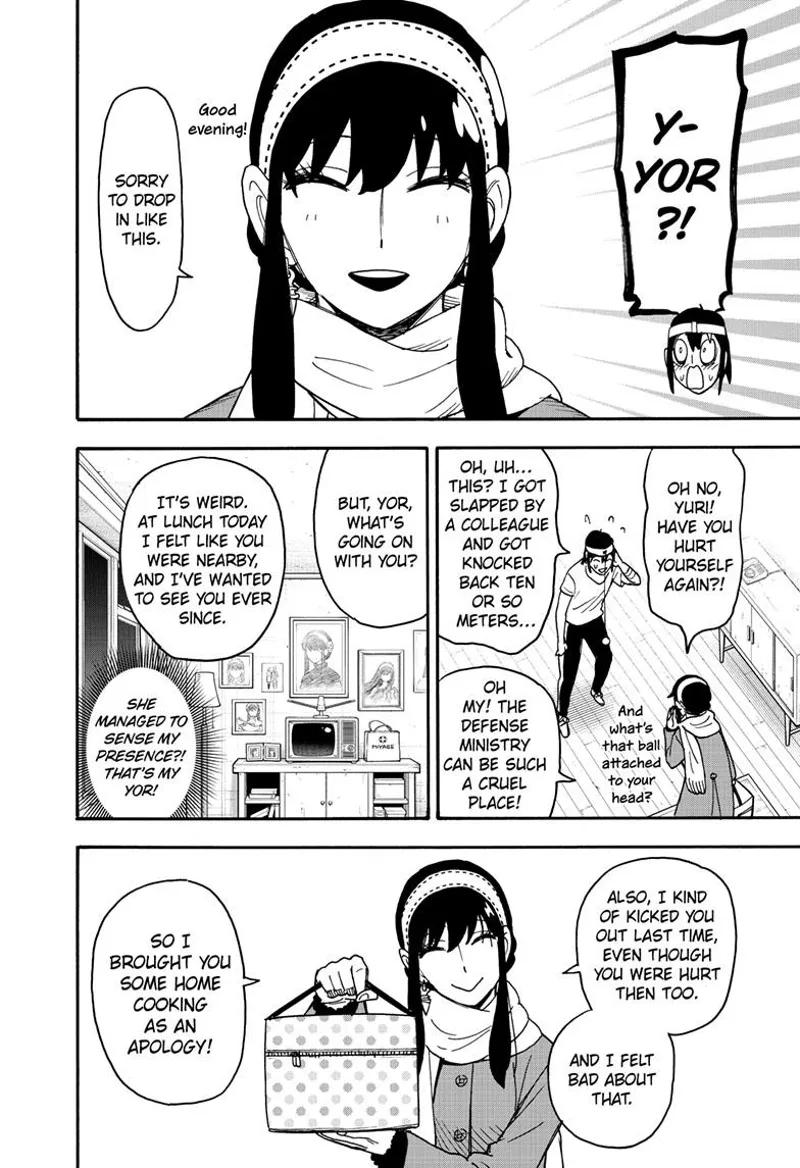 Y-
YOR
?!
Good
evening!
SORRY
TO DROP
IN LIKE
THIS.
OH NO,
YURI!
HAVE YOU
HURT
YOURSELF
AGAIN?!
OH, UH...
THIS? I GOT
SLAPPED BY
A COLLEAGUE
AND GOT
KNOCKED
BACK TEN
OR SO
METERS...
And
what's
that ball
attached
to your
head?
OH
MY! THE
DEFENSE
MINISTRY
CAN BE SUCH
A CRUEL
PLACE!
BUT, YOR,
WHAT'S
GOING ON
WITH YOU?
IT'S WEIRD.
AT LUNCH TODAY
I FELT LIKE YOU
WERE NEARBY,
AND I'VE WANTED
TO SEE YOU EVER
SINCE.
SHE
MANAGED TO
SENSE MY
PRESENCE?!
THAT'S MY
YOR!
MIYAGE
ALSO, I KIND
OF KICKED YOU
OUT LAST TIME,
EVEN THOUGH
YOU WERE HURT
THEN TOO.
AND I FELT
BAD ABOUT
THAT.
SO I
BROUGHT YOU
SOME HOME
COOKING
AS AN
APOLOGY!